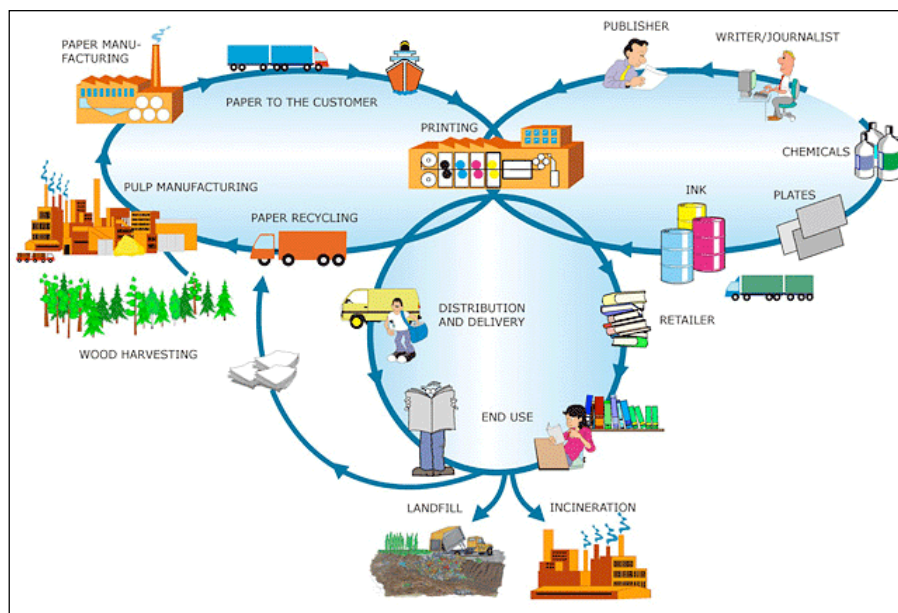 PAPER MANU-
FACTURING
PAPER TO THE CUSTOMER
PUBLISHER
WRITER/JOURNALIST
PRINTING
CHEMICALS
PULP MANUFACTURING
INK
PLATES
PAPER RECYCLING
DISTRIBUTION
AND DELIVERY
RETAILER
WOOD HARVESTING
END USE
LANDFILL
INCINERATION